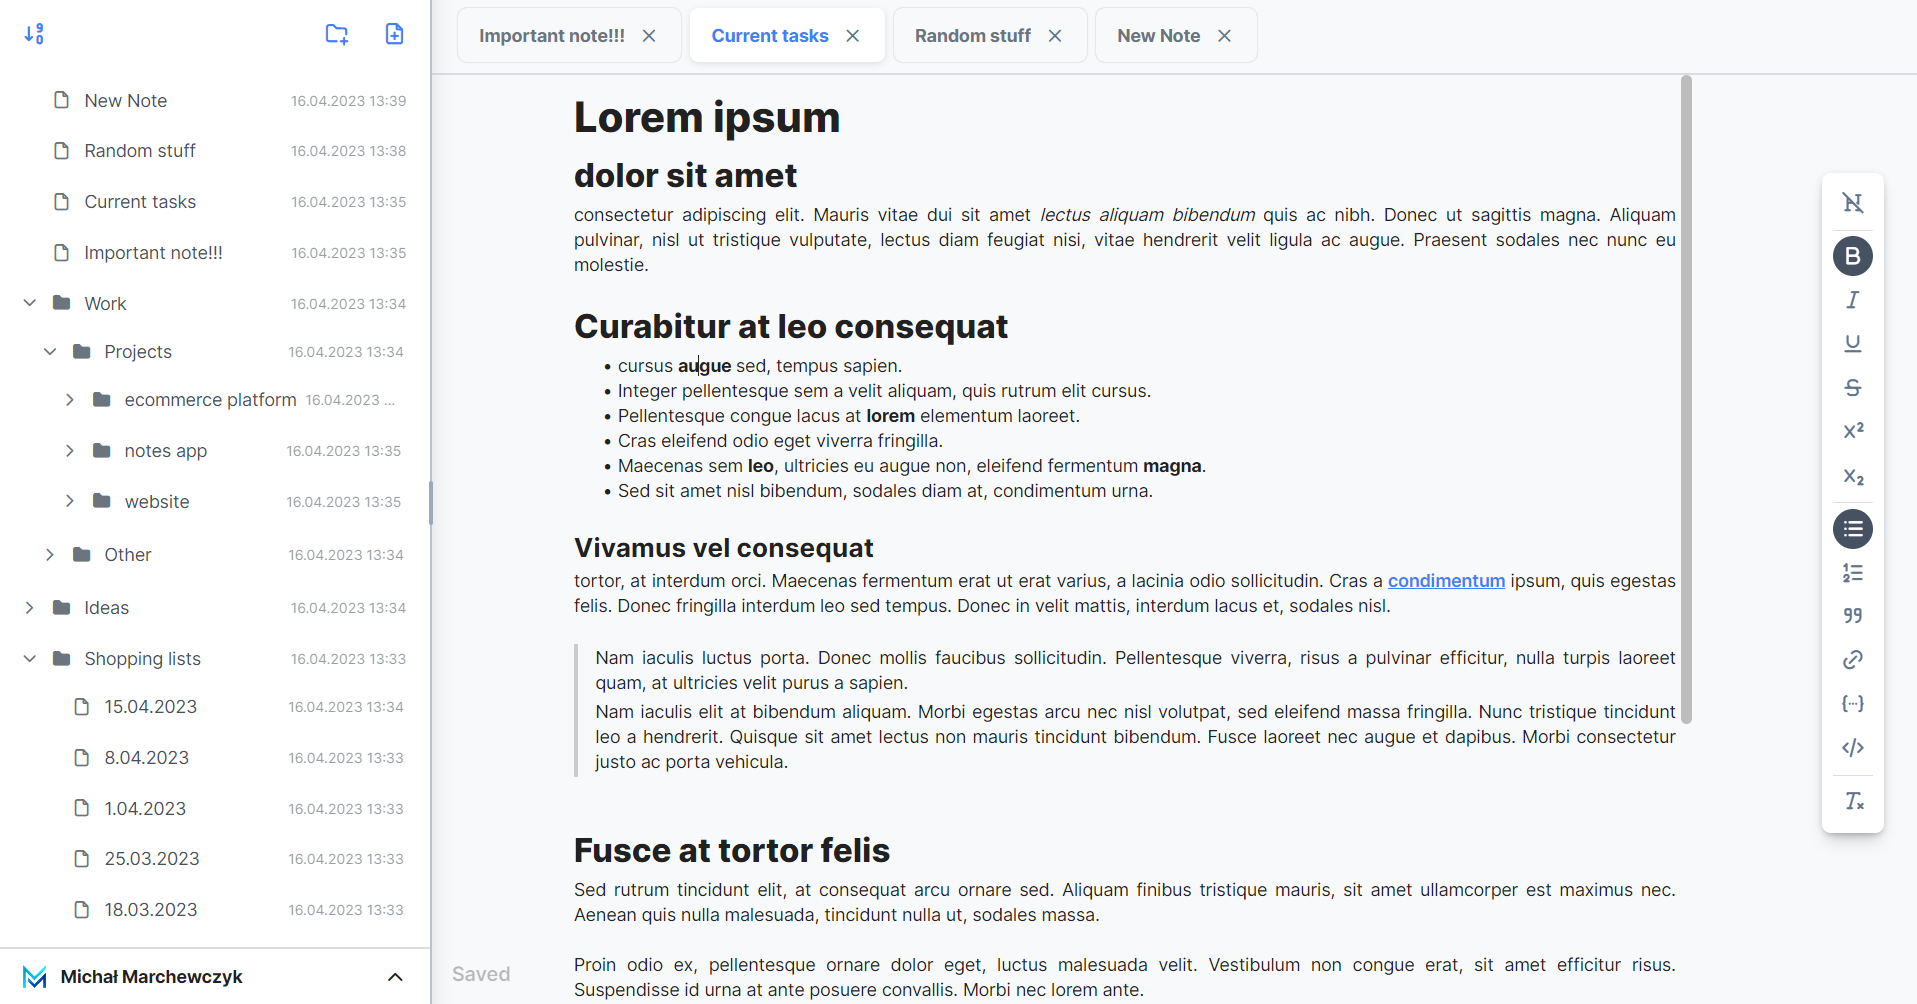 New Note 16.04.2023 13:39
Random stuff 16.04.2023 13:38
Current tasks 16.04.2023 13:35
Important note!!! 16.04.2023 13:35
Work 16.04.2023 13:34
Projects 16.04.2023 13:34
ecommerce platform 16.04.2023 ...
notes app 16.04.2023 13:35
website 16.04.2023 13:35
Other 16.04.2023 13:34
Ideas 16.04.2023 13:34
Shopping lists 16.04.2023 13:33
15.04.2023 16.04.2023 13:34
8.04.2023 16.04.2023 13:33
1.04.2023 16.04.2023 13:33
25.03.2023 16.04.2023 13:33
18.03.2023 16.04.2023 13:33
Michał Marchewczyk
Important note!!! Current tasks Random stuff New Note
Lorem ipsum
dolor sit amet
consectetur adipiscing elit. Mauris vitae dui sit amet lectus aliquam bibendum quis ac nibh. Donec ut sagittis magna. Aliquam
pulvinar, nisl ut tristique vulputate, lectus diam feugiat nisi, vitae hendrerit velit ligula ac augue. Praesent sodales nec nunc eu
molestie.
Curabitur at leo consequat
• cursus augue sed, tempus sapien.
• Integer pellentesque sem a velit aliquam, quis rutrum elit cursus.
• Pellentesque congue lacus at lorem elementum laoreet.
• Cras eleifend odio eget viverra fringilla.
• Maecenas sem leo, ultricies eu augue non, eleifend fermentum magna.
• Sed sit amet nisl bibendum, sodales diam at, condimentum urna.
Vivamus vel consequat
tortor, at interdum orci. Maecenas fermentum erat ut erat varius, a lacinia odio sollicitudin. Cras a condimentum ipsum, quis egestas
felis. Donec fringilla interdum leo sed tempus. Donec in velit mattis, interdum lacus et, sodales nisl.
Nam iaculis luctus porta. Donec mollis faucibus sollicitudin. Pellentesque viverra, risus a pulvinar efficitur, nulla turpis laoreet
quam, at ultricies velit purus a sapien.
Nam iaculis elit at bibendum aliquam. Morbi egestas arcu nec nisl volutpat, sed eleifend massa fringilla. Nunc tristique tincidunt
leo a hendrerit. Quisque sit amet lectus non mauris tincidunt bibendum. Fusce laoreet nec augue et dapibus. Morbi consectetur
justo ac porta vehicula.
Fusce at tortor felis
Sed rutrum tincidunt elit, at consequat arcu ornare sed. Aliquam finibus tristique mauris, sit amet ullamcorper est maximus nec.
Aenean quis nulla malesuada, tincidunt nulla ut, sodales massa.
Proin odio ex, pellentesque ornare dolor eget, luctus malesuada velit. Vestibulum non congue erat, sit amet efficitur risus.
Suspendisse id urna at ante posuere convallis. Morbi nec lorem ante.
Saved